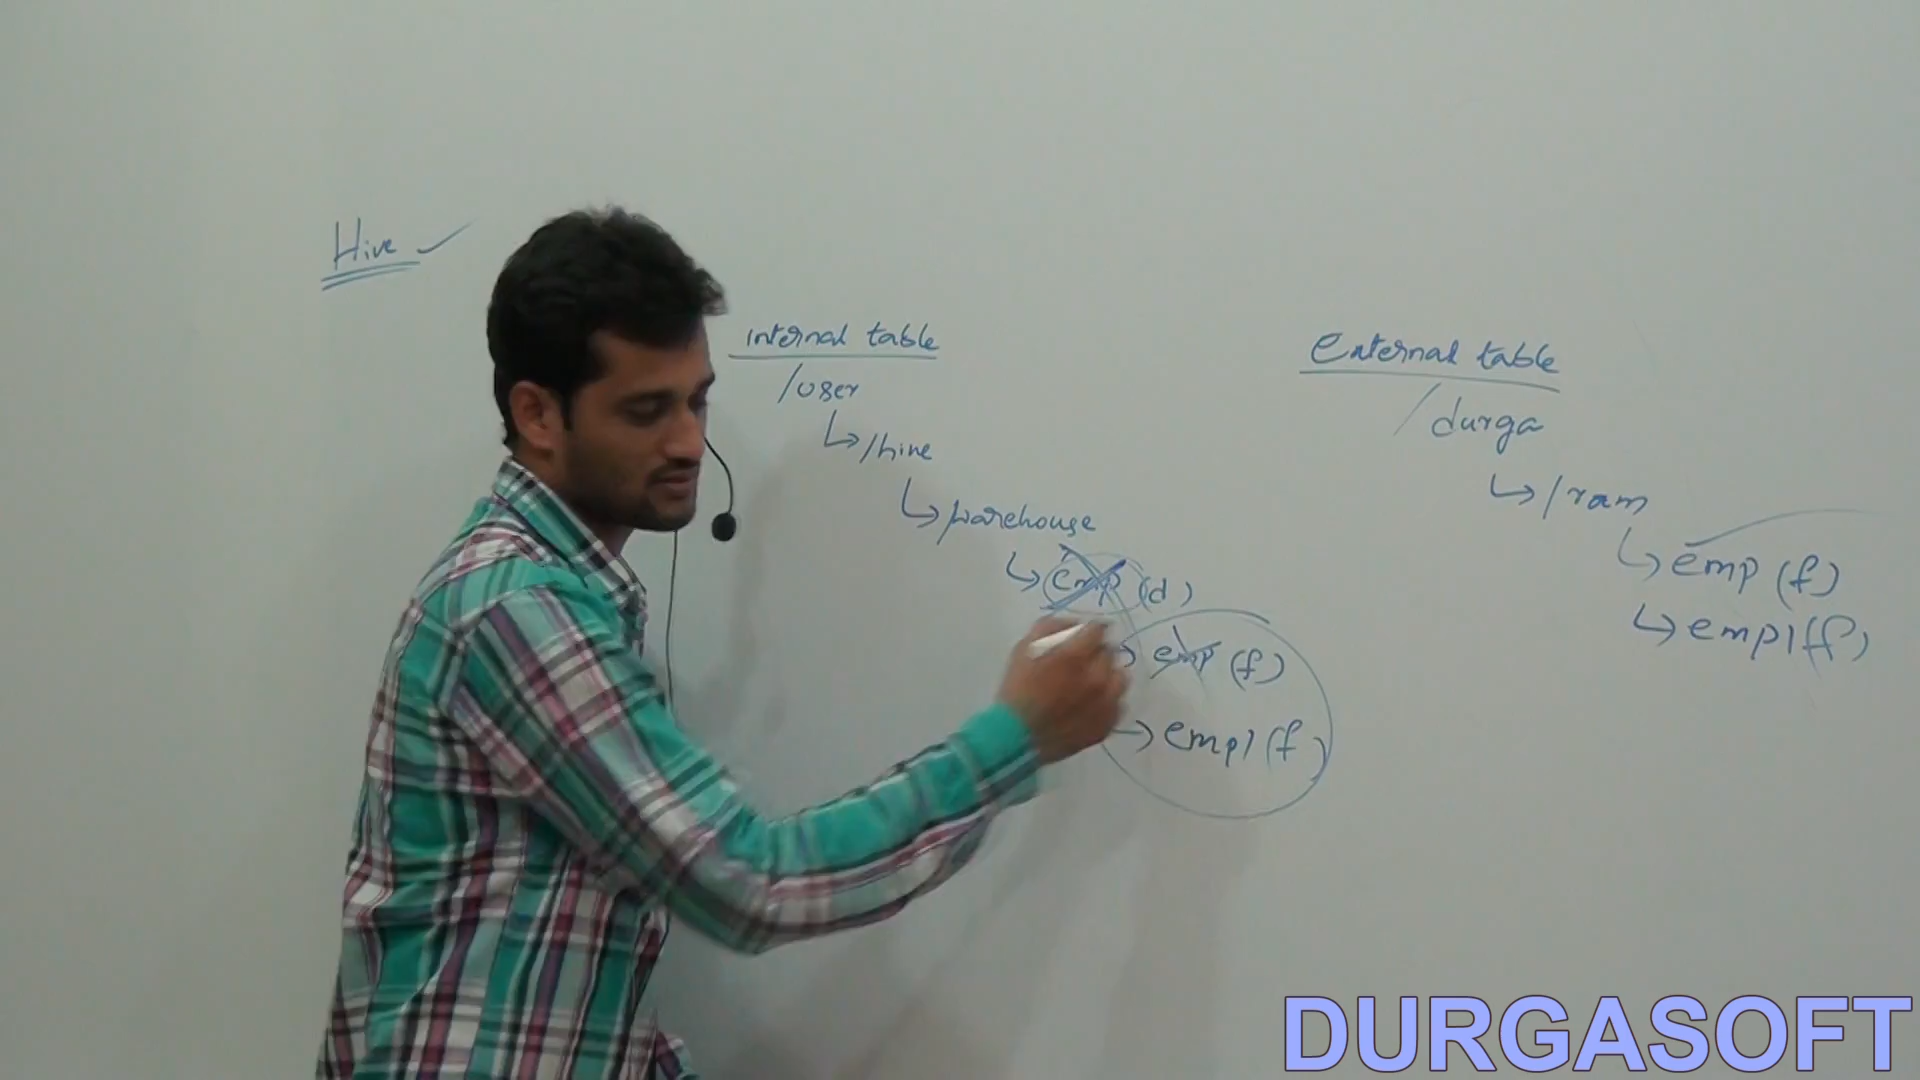 Hive
internal table
/user
/hive
/warehouse
emp (d)
emp (f)
emp1 (f)
External table
/durga
/ram
emp (f)
emp1 (f)
DURGASOFT